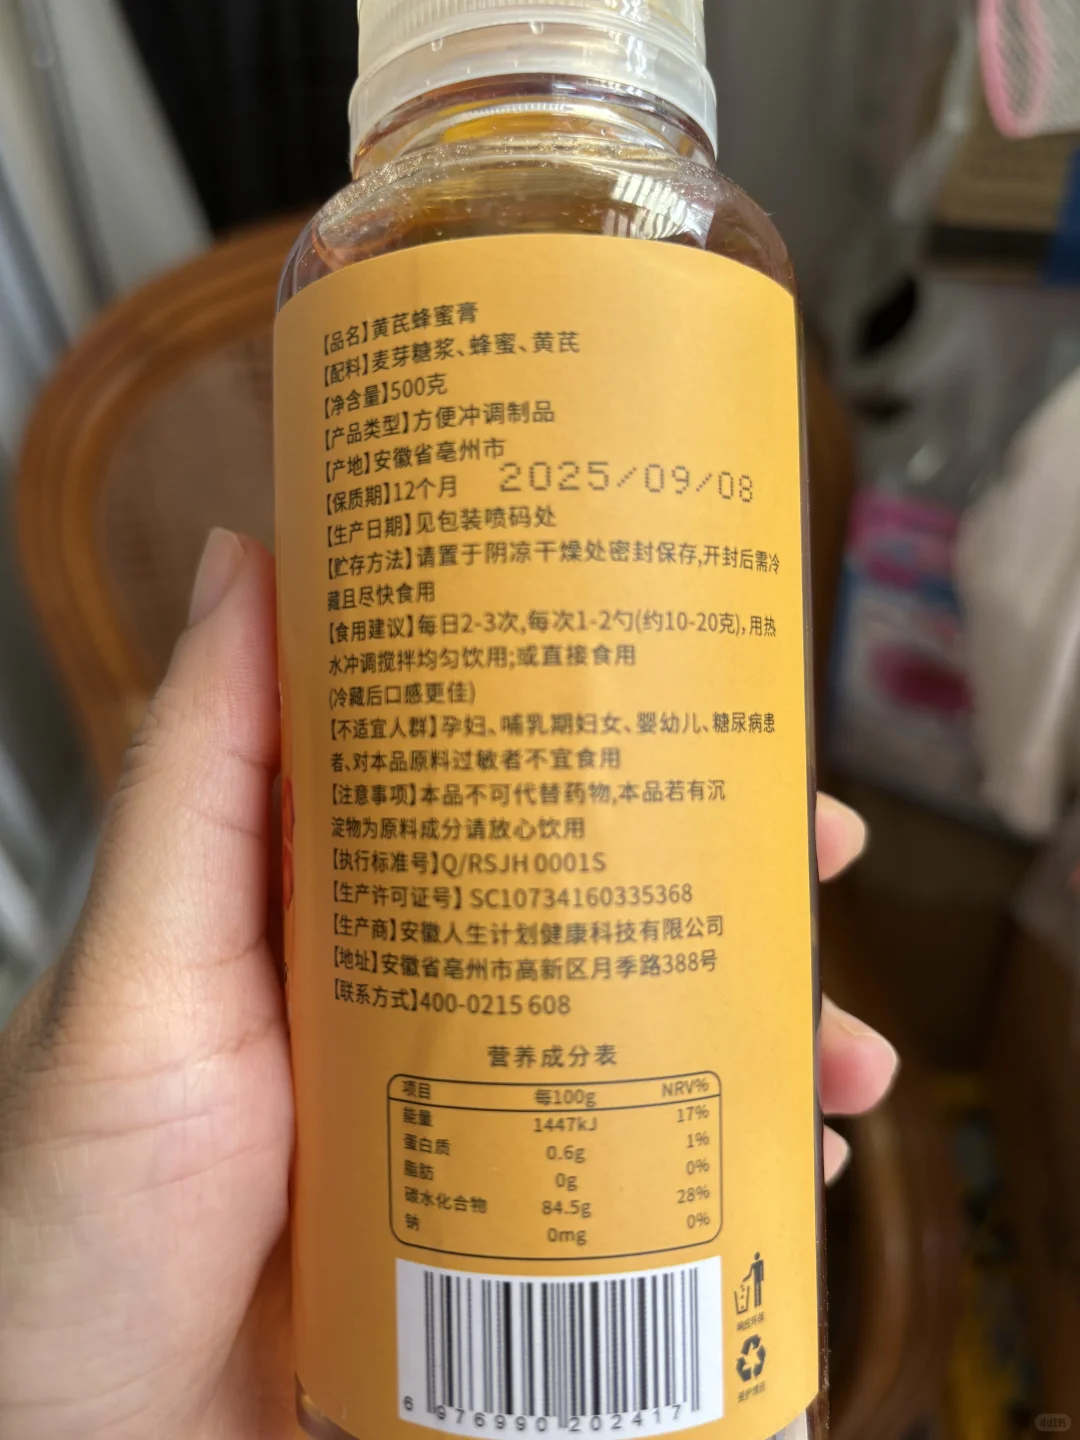 【品名】黄芪蜂蜜膏
【配料】麦芽糖浆、蜂蜜、黄芪
【净含量】500克
【产品类型】方便冲调制品
【产地】安徽省亳州市
【保质期】12个月
2025/09/08
【生产日期】见包装喷码处
【贮存方法】请置于阴凉干燥处密封保存,开封后需冷
藏且尽快食用
【食用建议】每日2-3次,每次1-2勺(约10-20克),用热
水冲调搅拌均匀饮用;或直接食用
(冷藏后口感更佳)
【不适宜人群】孕妇、哺乳期妇女、婴幼儿、糖尿病患
者、对本品原料过敏者不宜食用
【注意事项】本品不可代替药物,本品若有沉
淀物为原料成分请放心饮用
【执行标准号】Q/RSJH 0001S
【生产许可证号】SC10734160335368
【生产商】安徽人生计划健康科技有限公司
【地址】安徽省亳州市高新区月季路388号
【联系方式】400-0215 608
营养成分表
项目 每100g NRV%
能量 1447kJ 17%
蛋白质 0.6g 1%
脂肪 0g 0%
碳水化合物 84.5g 28%
钠 0mg 0%
6 976990 202417
小红书